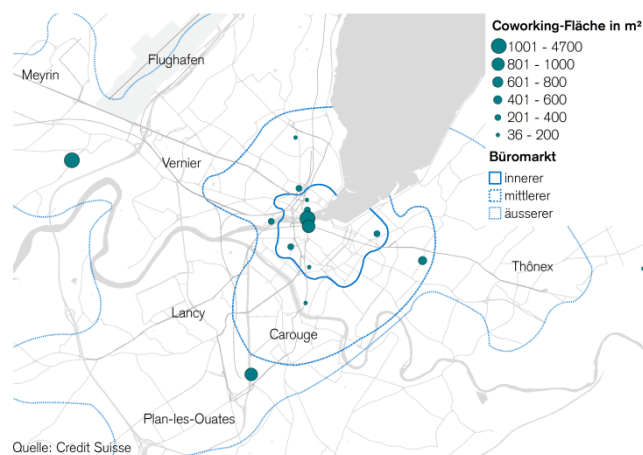 Coworking-Fläche in m²
1001 - 4700
801 - 1000
601 - 800
401 - 600
201 - 400
36 - 200
Büromarkt
innerer
mittlerer
äusserer
Flughafen
Meyrin
Vernier
Thônex
Lancy
Carouge
Plan-les-Ouates
Quelle: Credit Suisse